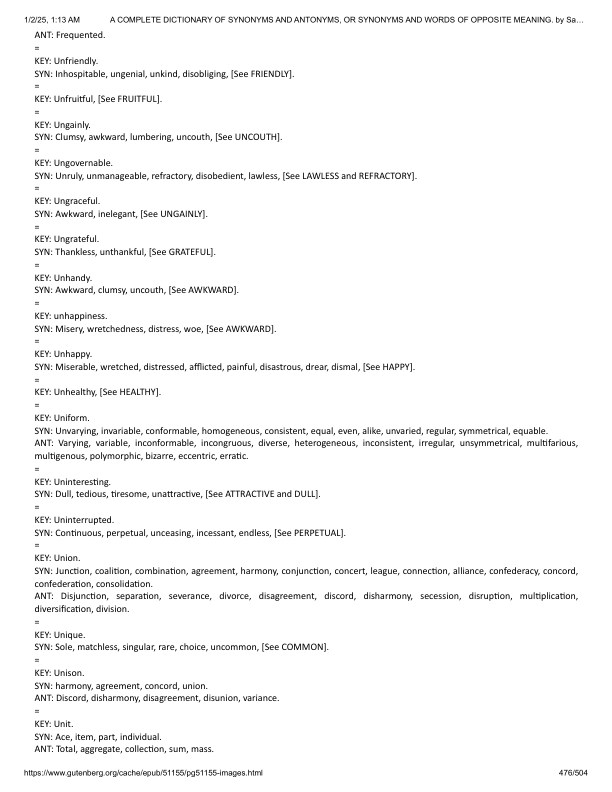 1/2/25, 1:13 AM A COMPLETE DICTIONARY OF SYNONYMS AND ANTONYMS, OR SYNONYMS AND WORDS OF OPPOSITE MEANING. by Sa…
ANT: Frequented.
=
KEY: Unfriendly.
SYN: Inhospitable, ungenial, unkind, disobliging, [See FRIENDLY].
=
KEY: Unfruitful, [See FRUITFUL].
=
KEY: Ungainly.
SYN: Clumsy, awkward, lumbering, uncouth, [See UNCOUTH].
=
KEY: Ungovernable.
SYN: Unruly, unmanageable, refractory, disobedient, lawless, [See LAWLESS and REFRACTORY].
=
KEY: Ungraceful.
SYN: Awkward, inelegant, [See UNGAINLY].
=
KEY: Ungrateful.
SYN: Thankless, unthankful, [See GRATEFUL].
=
KEY: Unhandy.
SYN: Awkward, clumsy, uncouth, [See AWKWARD].
=
KEY: unhappiness.
SYN: Misery, wretchedness, distress, woe, [See AWKWARD].
=
KEY: Unhappy.
SYN: Miserable, wretched, distressed, afflicted, painful, disastrous, drear, dismal, [See HAPPY].
=
KEY: Unhealthy, [See HEALTHY].
=
KEY: Uniform.
SYN: Unvarying, invariable, conformable, homogeneous, consistent, equal, even, alike, unvaried, regular, symmetrical, equable.
ANT: Varying, variable, inconformable, incongruous, diverse, heterogeneous, inconsistent, irregular, unsymmetrical, multifarious,
multigenous, polymorphic, bizarre, eccentric, erratic.
=
KEY: Uninteresting.
SYN: Dull, tedious, tiresome, unattractive, [See ATTRACTIVE and DULL].
=
KEY: Uninterrupted.
SYN: Continuous, perpetual, unceasing, incessant, endless, [See PERPETUAL].
=
KEY: Union.
SYN: Junction, coalition, combination, agreement, harmony, conjunction, concert, league, connection, alliance, confederacy, concord,
confederation, consolidation.
ANT: Disjunction, separation, severance, divorce, disagreement, discord, disharmony, secession, disruption, multiplication,
diversification, division.
=
KEY: Unique.
SYN: Sole, matchless, singular, rare, choice, uncommon, [See COMMON].
=
KEY: Unison.
SYN: harmony, agreement, concord, union.
ANT: Discord, disharmony, disagreement, disunion, variance.
=
KEY: Unit.
SYN: Ace, item, part, individual.
ANT: Total, aggregate, collection, sum, mass.
https://www.gutenberg.org/cache/epub/51155/pg51155-images.html 476/504